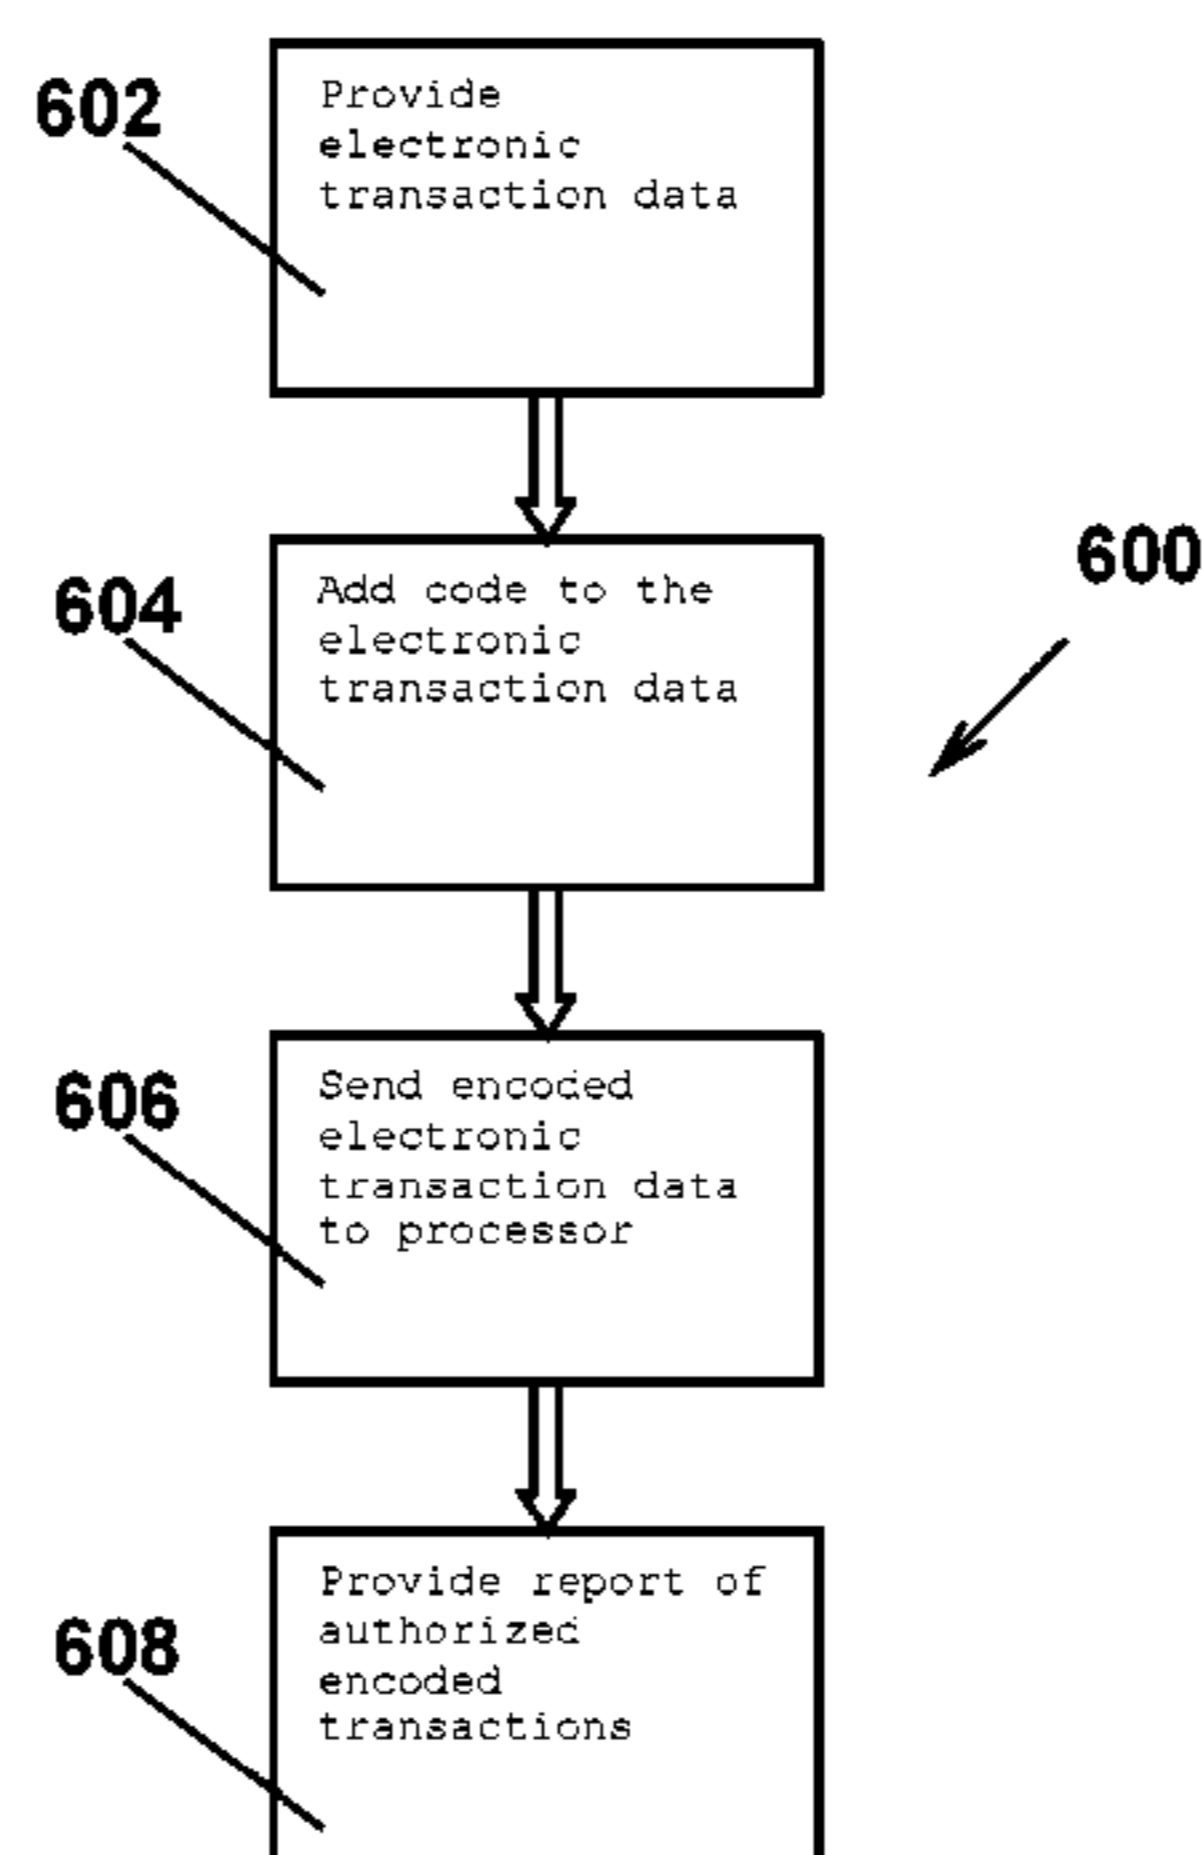 602
Provide
electronic
transaction data
604
Add code to the
electronic
transaction data
600
606
Send encoded
electronic
transaction data
to processor
608
Provide report of
authorized
encoded
transactions